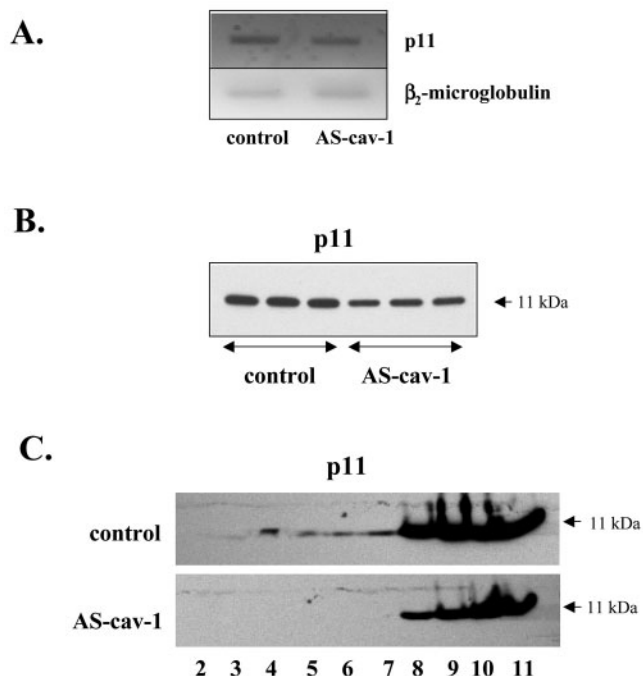 A.
p11
β₂-microglobulin
control AS-cav-1
B.
p11
11 kDa
control AS-cav-1
C.
p11
control 11 kDa
AS-cav-1 11 kDa
2 3 4 5 6 7 8 9 10 11